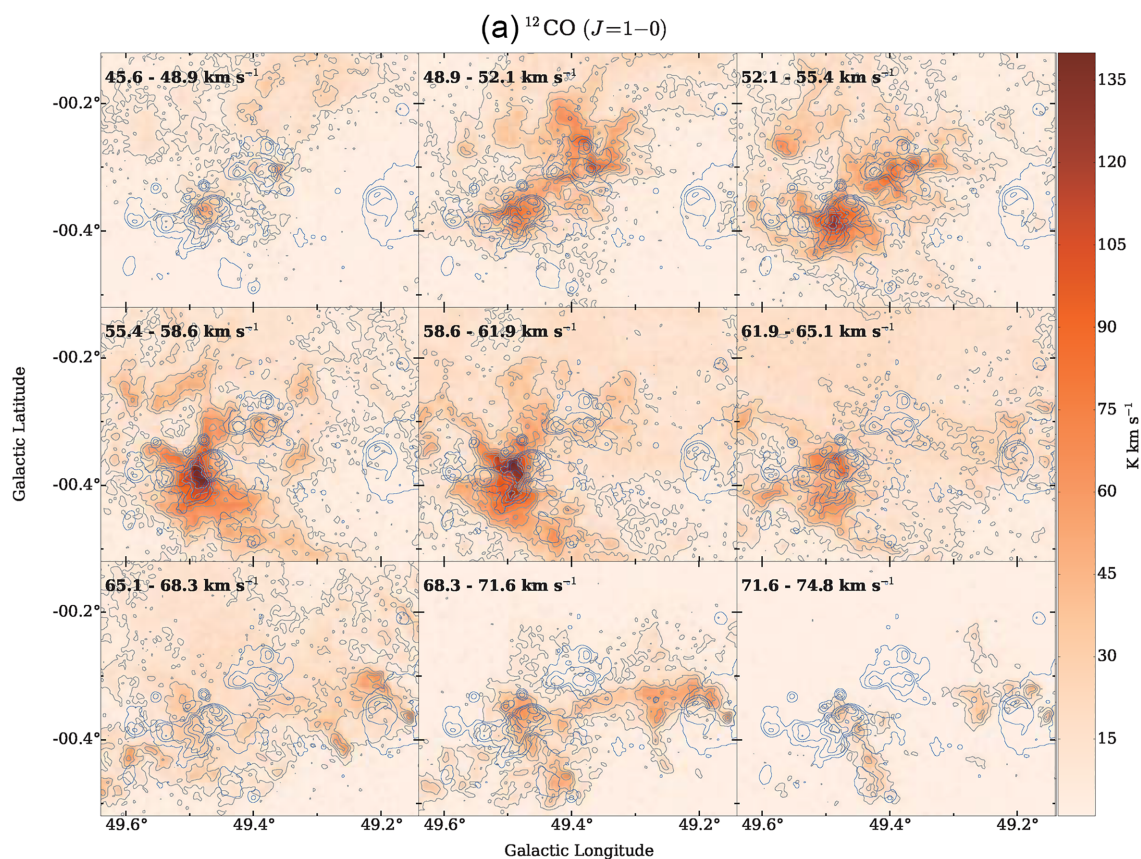 (a) ¹²CO (J=1−0)
45.6 - 48.9 km s⁻¹
48.9 - 52.1 km s⁻¹
52.1 - 55.4 km s⁻¹
-00.2°
-00.4°
55.4 - 58.6 km s⁻¹
58.6 - 61.9 km s⁻¹
61.9 - 65.1 km s⁻¹
-00.2°
-00.4°
65.1 - 68.3 km s⁻¹
68.3 - 71.6 km s⁻¹
71.6 - 74.8 km s⁻¹
-00.2°
-00.4°
49.6° 49.4° 49.2° 49.6° 49.4° 49.2° 49.6° 49.4° 49.2°
Galactic Longitude
Galactic Latitude
135
120
105
90
75
60
45
30
15
K km s⁻¹